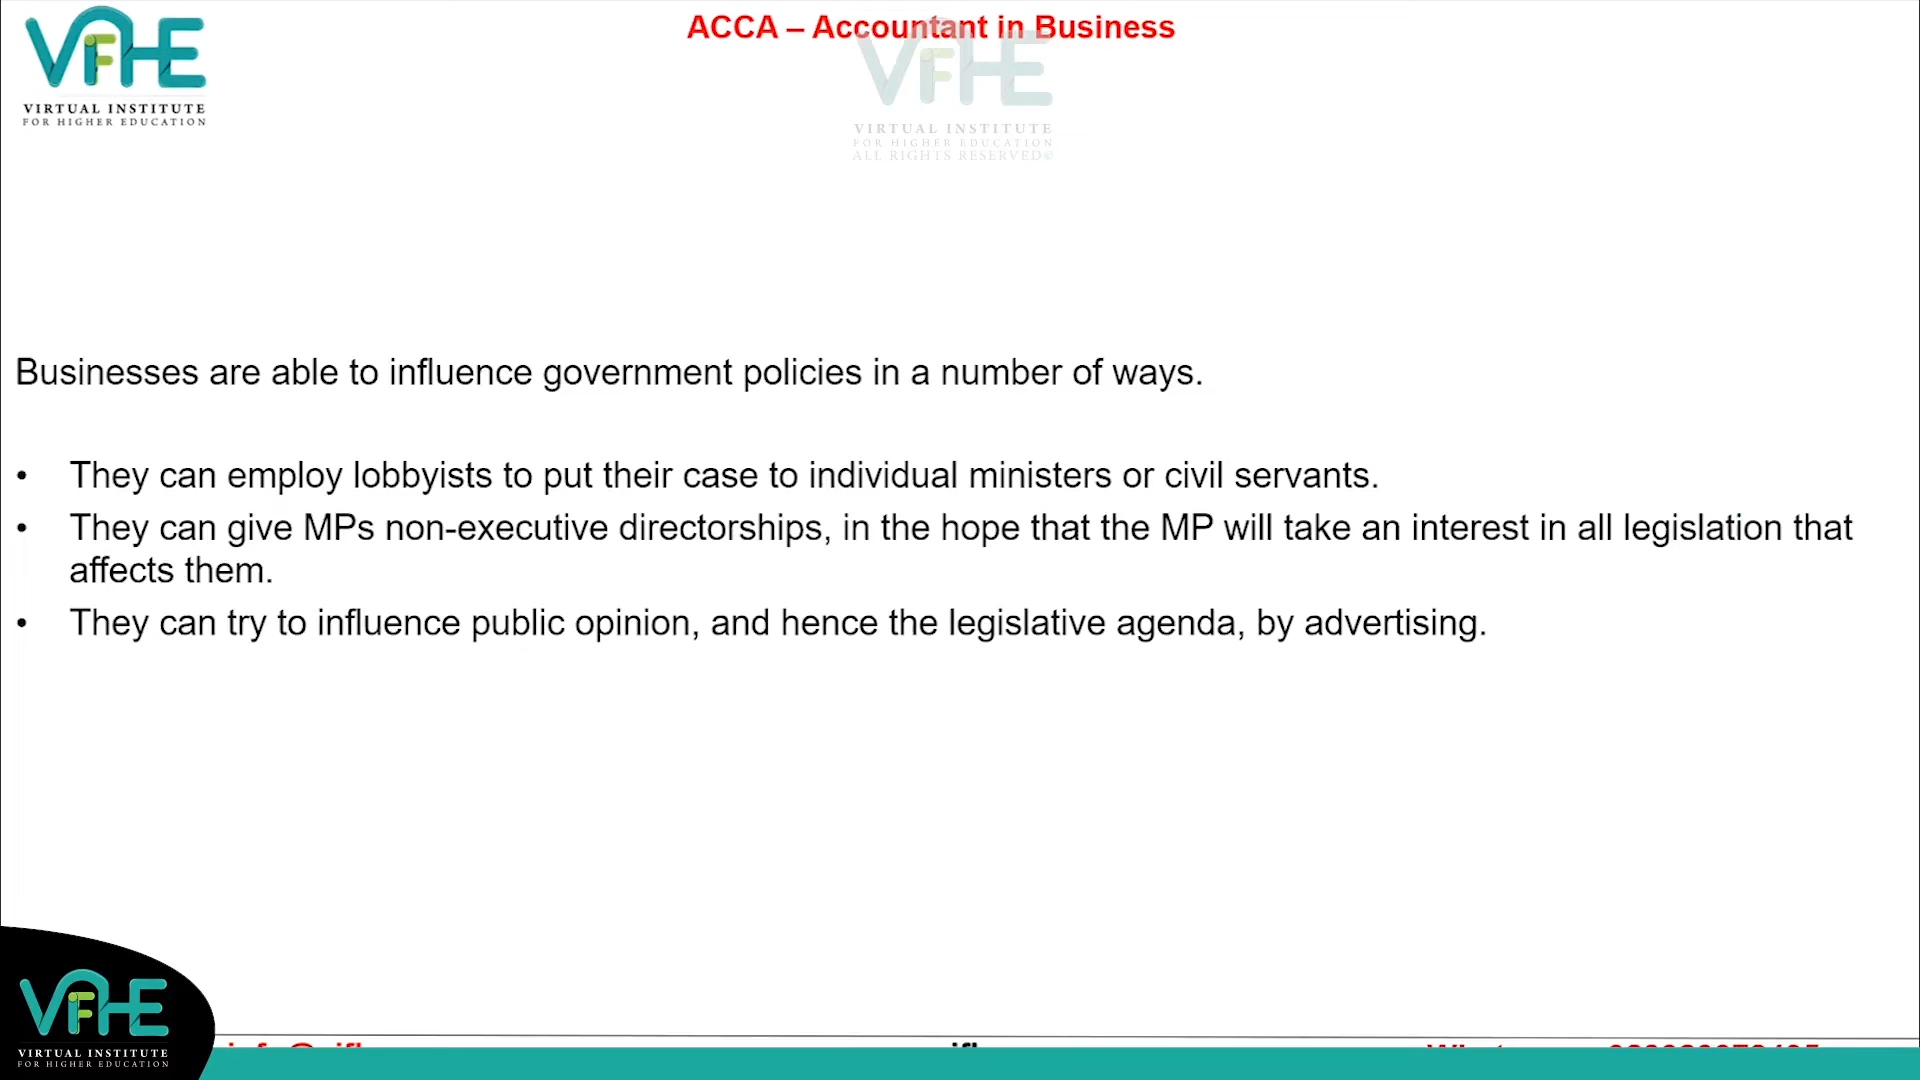 ACCA – Accountant in Business
VIFHE
VIRTUAL INSTITUTE
FOR HIGHER EDUCATION
VIFHE
VIRTUAL INSTITUTE
FOR HIGHER EDUCATION
ALL RIGHTS RESERVED©
Businesses are able to influence government policies in a number of ways.
• They can employ lobbyists to put their case to individual ministers or civil servants.
• They can give MPs non-executive directorships, in the hope that the MP will take an interest in all legislation that
affects them.
• They can try to influence public opinion, and hence the legislative agenda, by advertising.
VIFHE
VIRTUAL INSTITUTE
FOR HIGHER EDUCATION